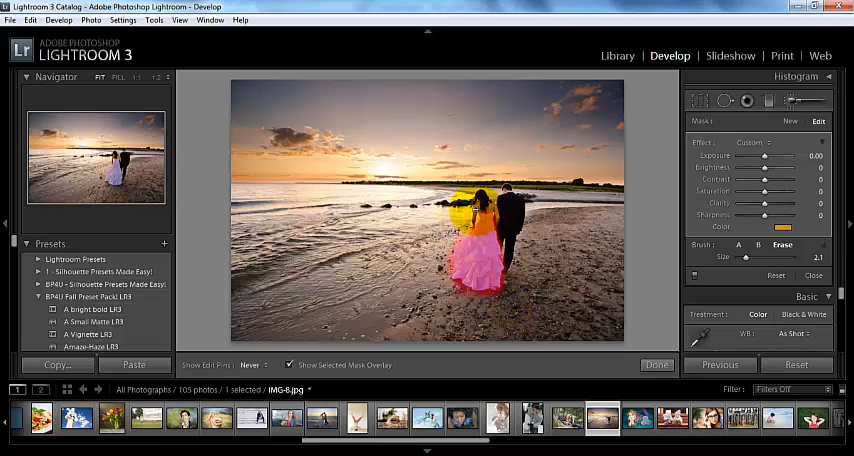 Lightroom 3 Catalog - Adobe Photoshop Lightroom - Develop
File Edit Develop Photo Settings Tools View Window Help
Lr ADOBE PHOTOSHOP
LIGHTROOM 3
Library | Develop | Slideshow | Print | Web
Navigator FIT FILL 1:1 1:2
Histogram
Mask: New Edit
Effect: Custom
Exposure 0.00
Brightness 0
Contrast 0
Saturation 0
Clarity 0
Sharpness 0
Color
Brush: A B Erase
Size 2.1
Reset Close
Basic
Treatment: Color Black & White
WB: As Shot
Presets +
Lightroom Presets
1 - Silhouette Presets Made Easy!
BP4U - Silhouette Presets Made Easy!
BP4U Fall Preset Pack! LR3
A bright bold LR3
A Small Matte LR3
A Vignette LR3
Amaze-Haze LR3
Copy... Paste
Show Edit Pins: Never Show Selected Mask Overlay Done
Previous Reset
1 2 All Photographs / 105 photos / 1 selected / IMG-8.jpg Filter: Filters Off